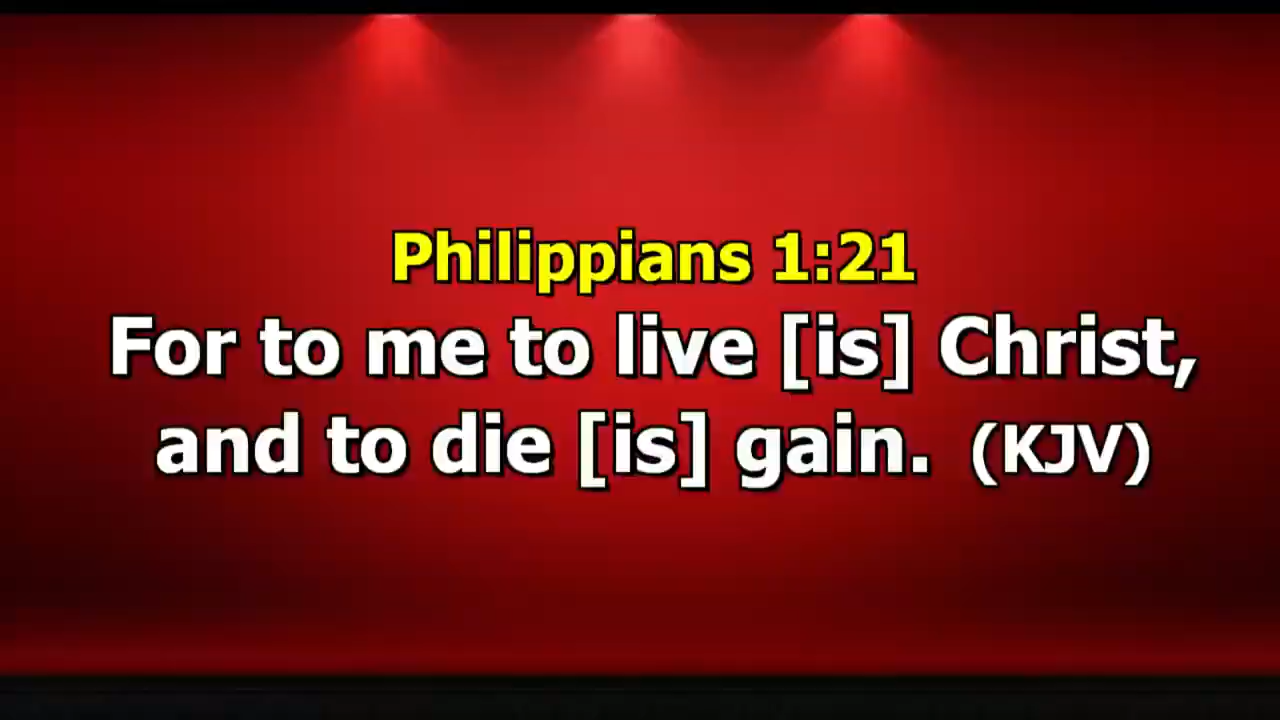 Philippians 1:21
For to me to live [is] Christ,
and to die [is] gain. (KJV)